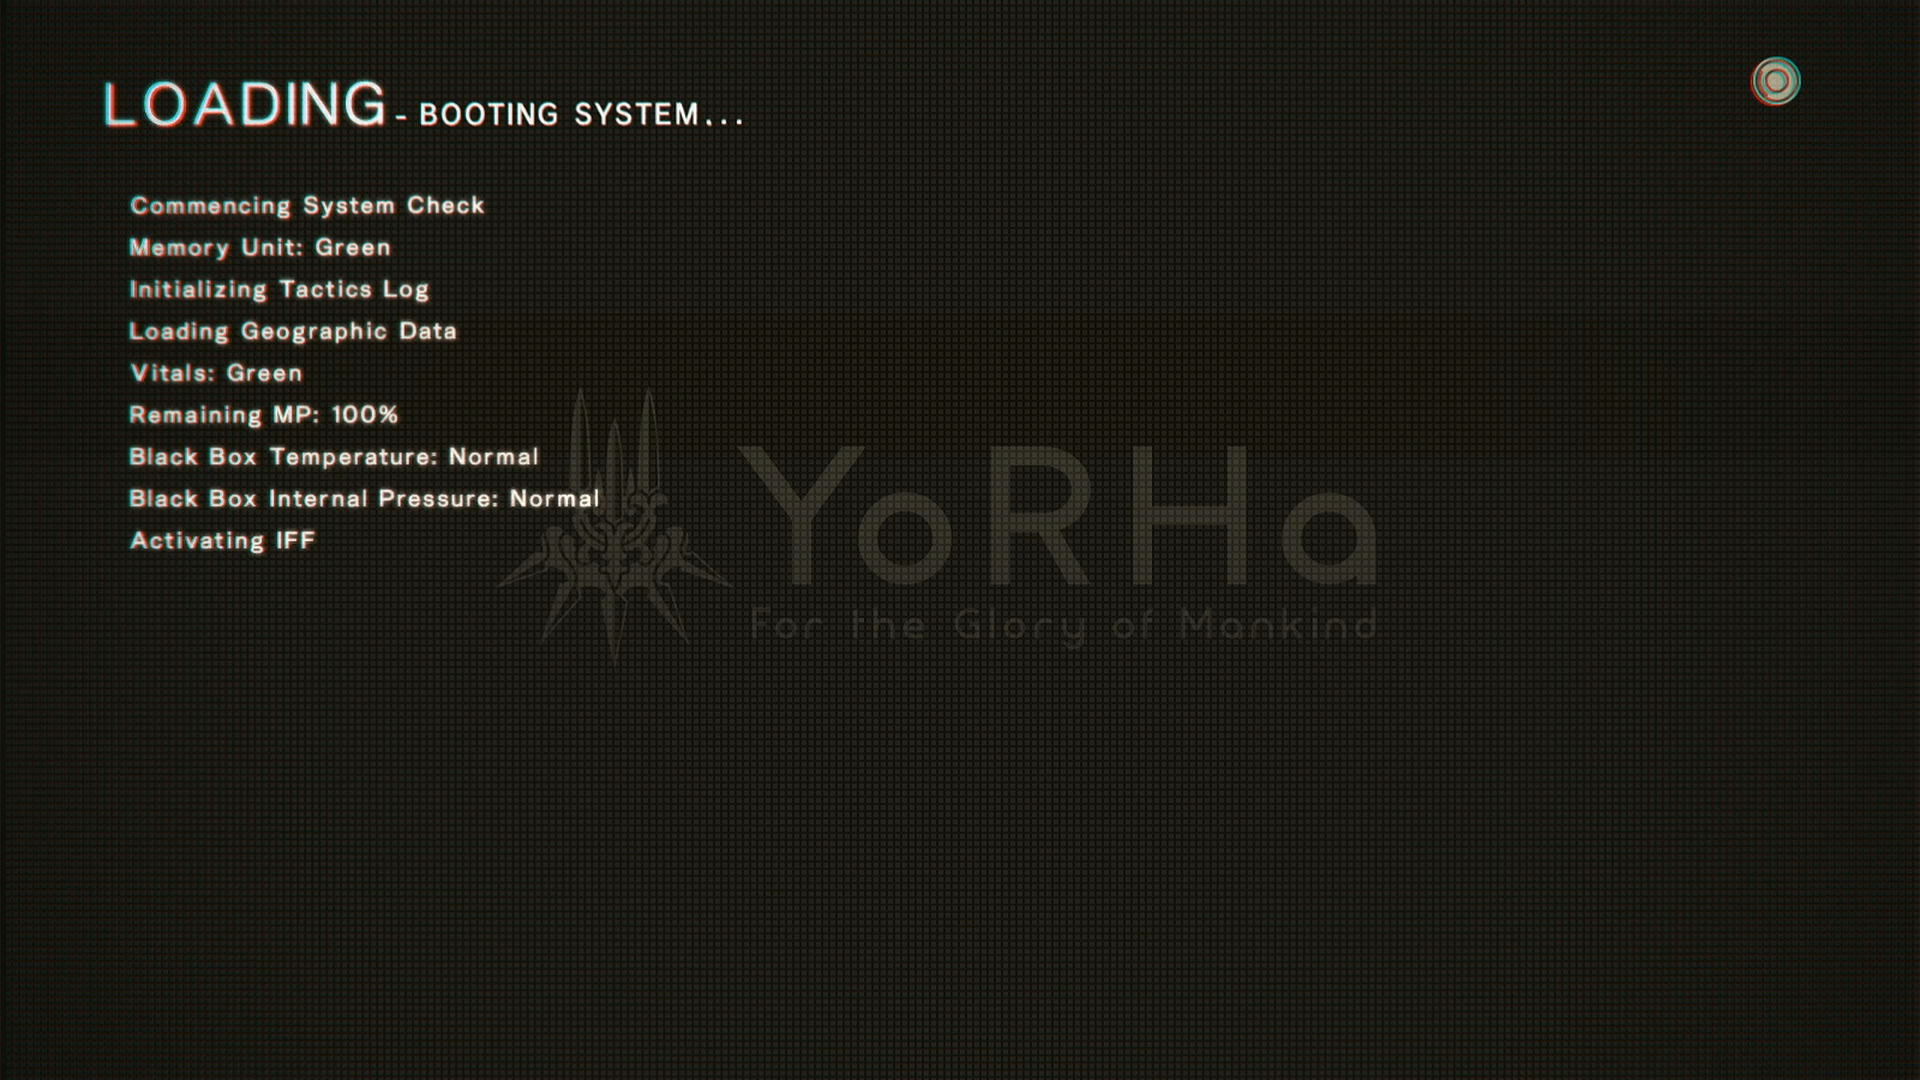 LOADING - BOOTING SYSTEM...
Commencing System Check
Memory Unit: Green
Initializing Tactics Log
Loading Geographic Data
Vitals: Green
Remaining MP: 100%
Black Box Temperature: Normal
Black Box Internal Pressure: Normal
Activating IFF
YoRHa
For the Glory of Mankind